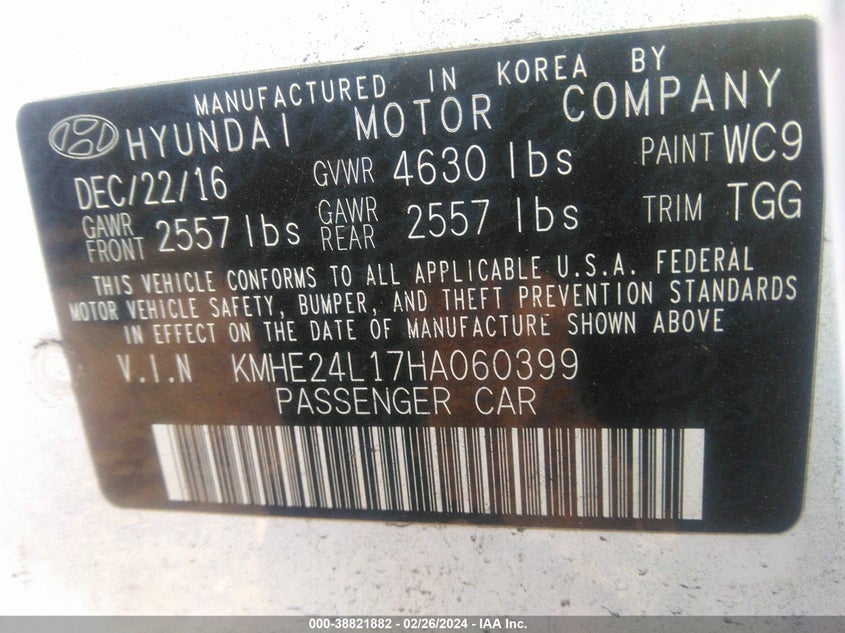 MANUFACTURED IN KOREA BY
HYUNDAI MOTOR COMPANY
DEC/22/16 GVWR 4630 lbs PAINT WC9
GAWR FRONT 2557 lbs GAWR REAR 2557 lbs TRIM TGG
THIS VEHICLE CONFORMS TO ALL APPLICABLE U.S.A. FEDERAL
MOTOR VEHICLE SAFETY, BUMPER, AND THEFT PREVENTION STANDARDS
IN EFFECT ON THE DATE OF MANUFACTURE SHOWN ABOVE
V.I.N KMHE24L17HA060399
PASSENGER CAR
000-38821882 - 02/26/2024 - IAA Inc.